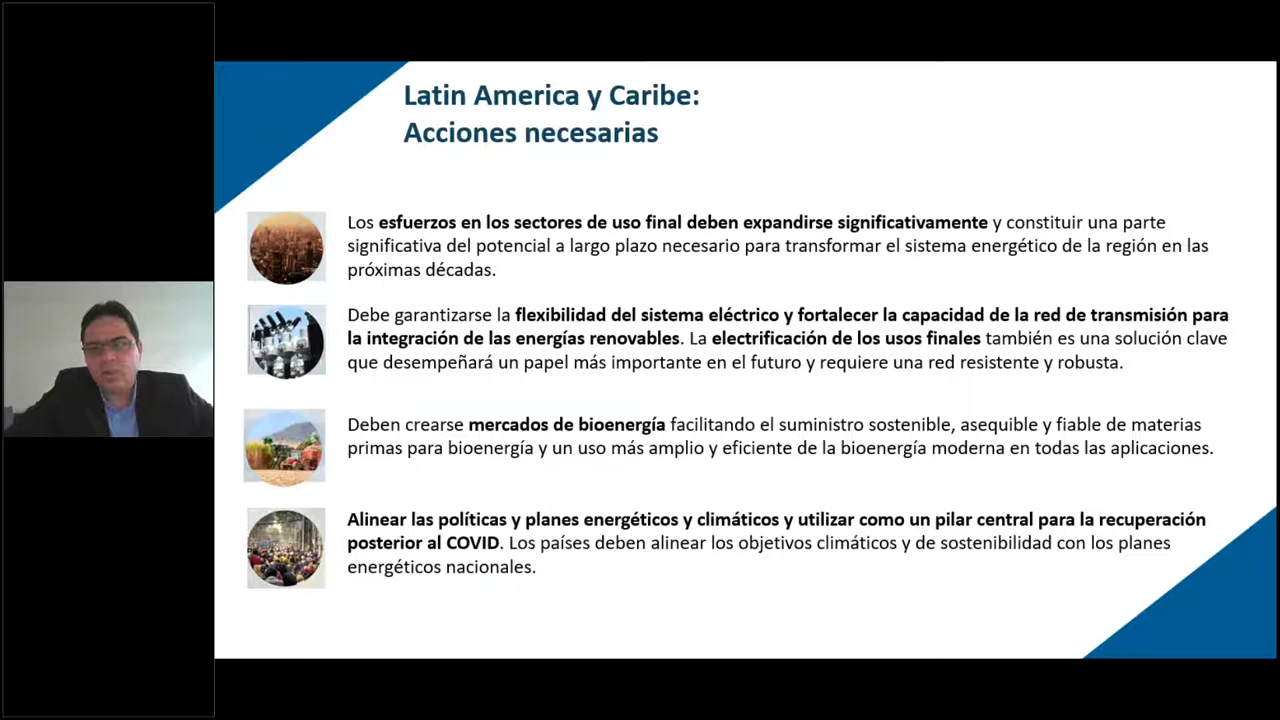 Latin America y Caribe:
Acciones necesarias
Los esfuerzos en los sectores de uso final deben expandirse significativamente y constituir una parte
significativa del potencial a largo plazo necesario para transformar el sistema energético de la región en las
próximas décadas.
Debe garantizarse la flexibilidad del sistema eléctrico y fortalecer la capacidad de la red de transmisión para
la integración de las energías renovables. La electrificación de los usos finales también es una solución clave
que desempeñará un papel más importante en el futuro y requiere una red resistente y robusta.
Deben crearse mercados de bioenergía facilitando el suministro sostenible, asequible y fiable de materias
primas para bioenergía y un uso más amplio y eficiente de la bioenergía moderna en todas las aplicaciones.
Alinear las políticas y planes energéticos y climáticos y utilizar como un pilar central para la recuperación
posterior al COVID. Los países deben alinear los objetivos climáticos y de sostenibilidad con los planes
energéticos nacionales.